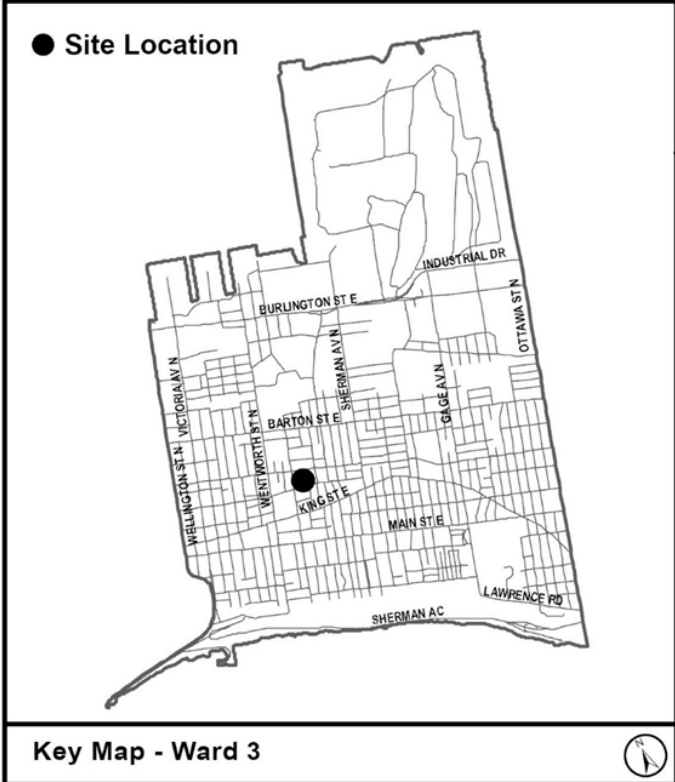 Site Location
INDUSTRIAL DR
BURLINGTON ST E
OTTAWA ST N
SHERMAN AV N
VICTORIA AV N
GAGE AV N
BARTON ST E
WENTWORTH ST N
WELLINGTON ST N
KING ST E
MAIN ST E
LAWRENCE RD
SHERMAN AC
Key Map - Ward 3
N